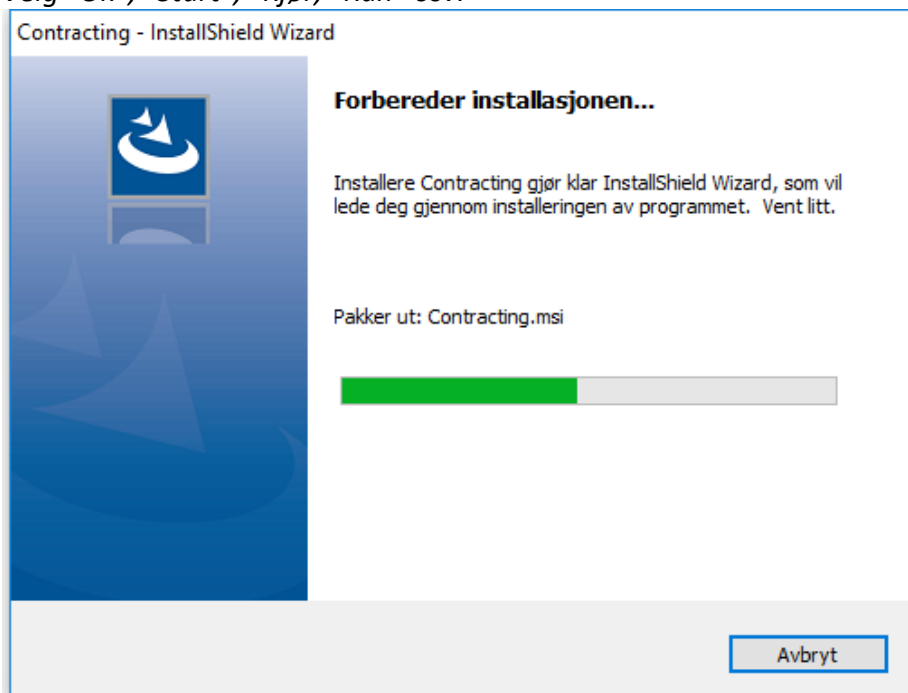 Contracting - InstallShield Wizard
Forbereder installasjonen...
Installere Contracting gjør klar InstallShield Wizard, som vil
lede deg gjennom installeringen av programmet. Vent litt.
Pakker ut: Contracting.msi
Avbryt